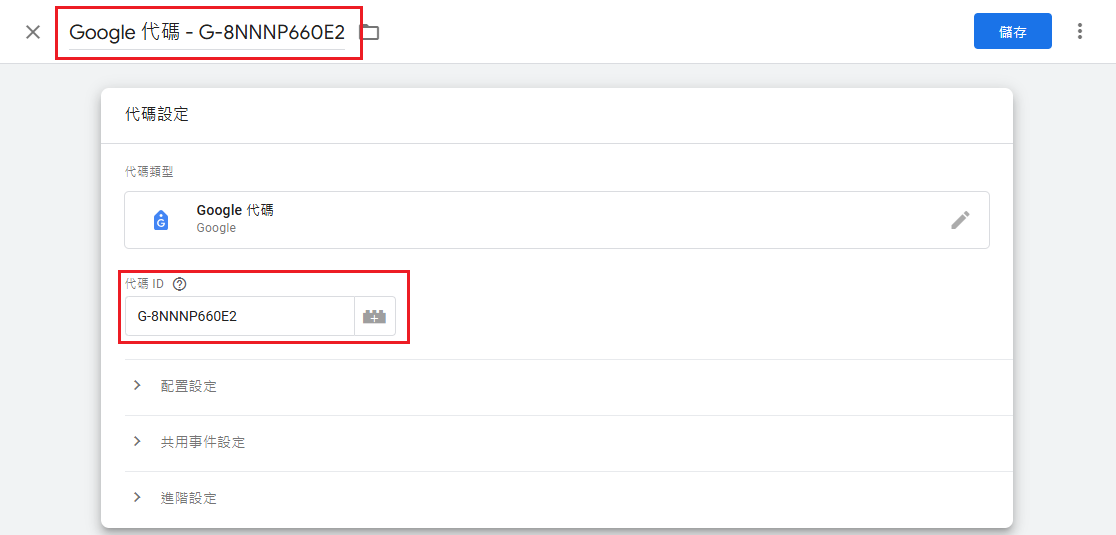 Google 代碼 - G-8NNNP660E2
儲存
代碼設定
代碼類型
G
Google 代碼
Google
代碼 ID ?
G-8NNNP660E2
配置設定
共用事件設定
進階設定